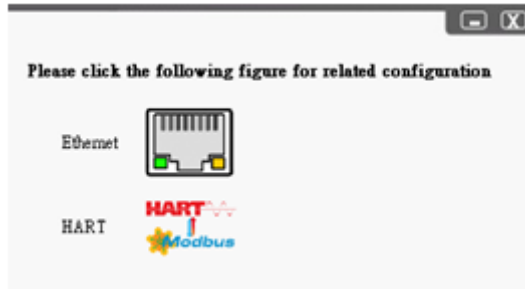 Please click the following figure for related configuration
Ethernet
HART
HART
Modbus